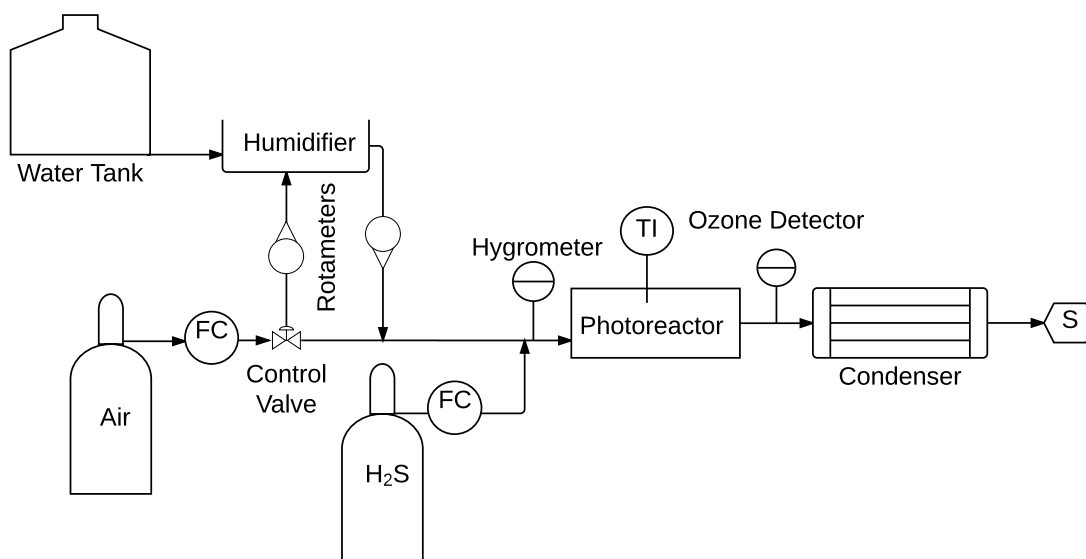 Water Tank
Humidifier
Rotameters
TI
Ozone Detector
Hygrometer
FC
Photoreactor
S
Control
Valve
Condenser
Air
FC
H₂S